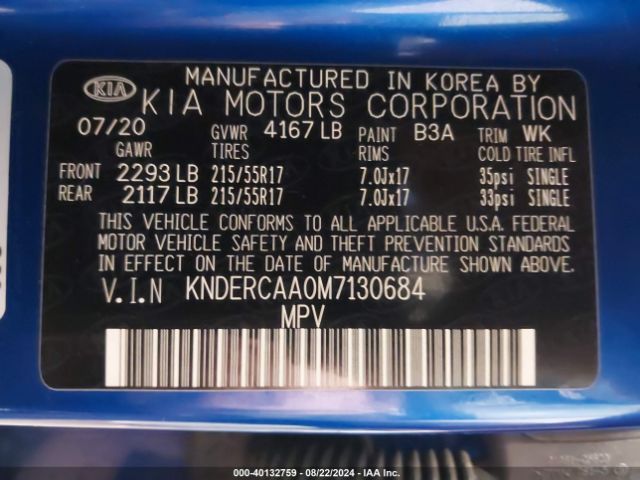 MANUFACTURED IN KOREA BY
KIA KIA MOTORS CORPORATION
07/20 GVWR 4167 LB PAINT B3A TRIM WK
GAWR TIRES RIMS COLD TIRE INFL
FRONT 2293 LB 215/55R17 7.0Jx17 35psi SINGLE
REAR 2117 LB 215/55R17 7.0Jx17 33psi SINGLE
THIS VEHICLE CONFORMS TO ALL APPLICABLE U.S.A. FEDERAL
MOTOR VEHICLE SAFETY AND THEFT PREVENTION STANDARDS
IN EFFECT ON THE DATE OF MANUFACTURE SHOWN ABOVE.
V.I.N KNDERCAA0M7130684
MPV
000-40132759 - 08/22/2024 - IAA Inc.